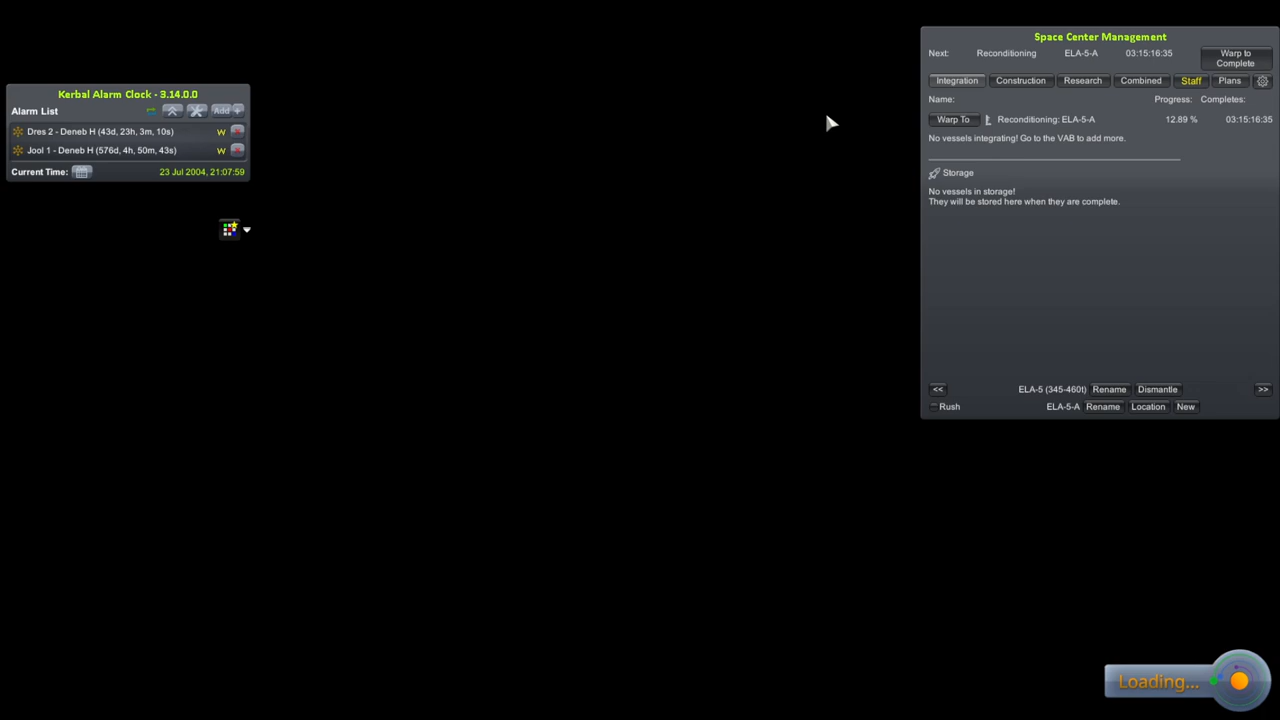 Kerbal Alarm Clock - 3.14.0.0
Alarm List Add +
Dres 2 - Deneb H (43d, 23h, 3m, 10s) W
Jool 1 - Deneb H (576d, 4h, 50m, 43s) W
Current Time: 23 Jul 2004, 21:07:59
Space Center Management
Next: Reconditioning ELA-5-A 03:15:16:35 Warp to Complete
Integration Construction Research Combined Staff Plans
Name: Progress: Completes:
Warp To Reconditioning: ELA-5-A 12.89 % 03:15:16:35
No vessels integrating! Go to the VAB to add more.
Storage
No vessels in storage!
They will be stored here when they are complete.
<< ELA-5 (345-460t) Rename Dismantle >>
Rush ELA-5-A Rename Location New
Loading...